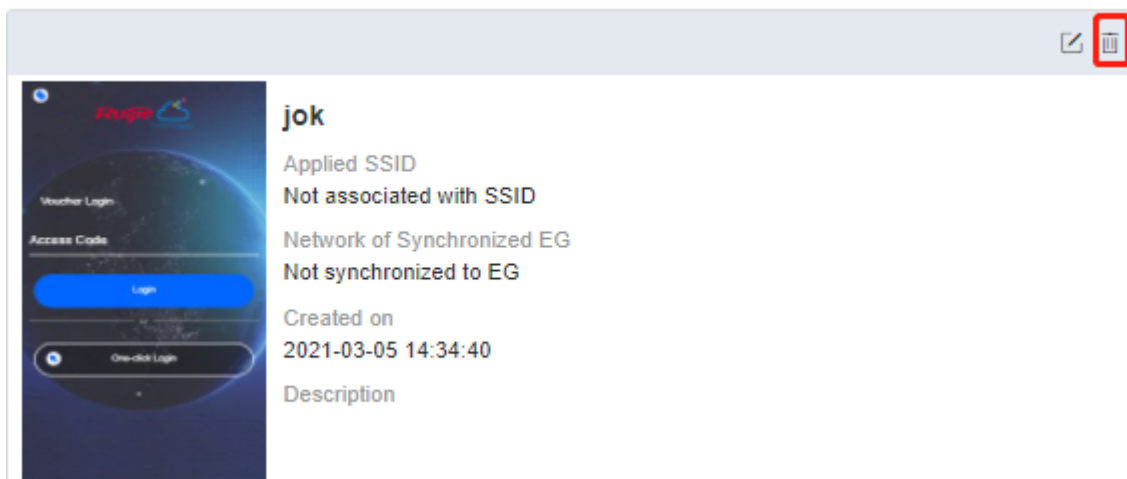 Ruijie
Voucher Login
Access Code
Login
One-click Login
jok
Applied SSID
Not associated with SSID
Network of Synchronized EG
Not synchronized to EG
Created on
2021-03-05 14:34:40
Description